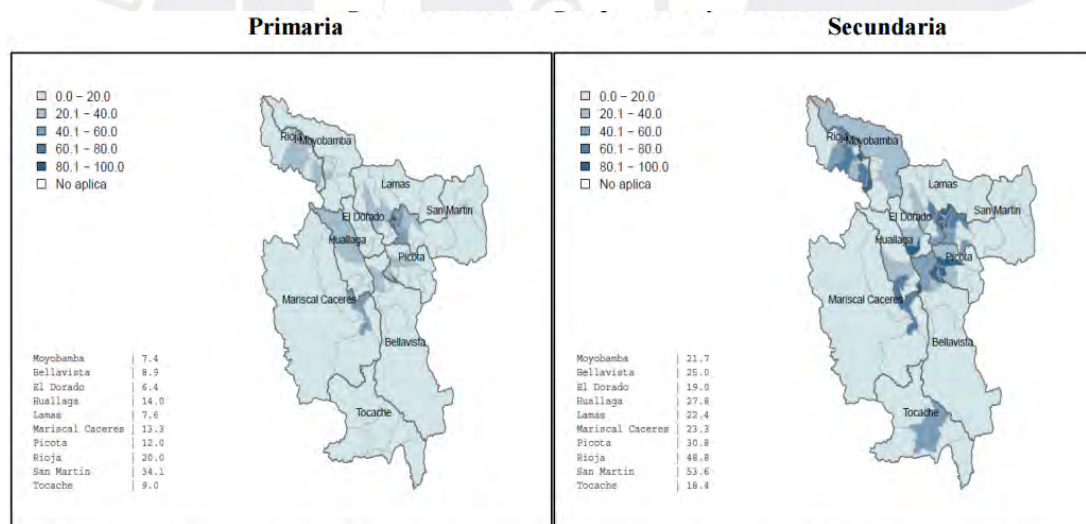 Primaria
0.0 – 20.0
20.1 – 40.0
40.1 – 60.0
60.1 – 80.0
80.1 – 100.0
No aplica
Rioja
Moyobamba
Lamas
San Martin
El Dorado
Huallaga
Picota
Mariscal Caceres
Bellavista
Tocache
Moyobamba | 7.4
Bellavista | 8.9
El Dorado | 6.4
Huallaga | 14.0
Lamas | 7.6
Mariscal Caceres | 13.3
Picota | 12.0
Rioja | 20.0
San Martin | 34.1
Tocache | 9.0
Secundaria
0.0 – 20.0
20.1 – 40.0
40.1 – 60.0
60.1 – 80.0
80.1 – 100.0
No aplica
Rioja
Moyobamba
Lamas
San Martin
El Dorado
Huallaga
Picota
Mariscal Caceres
Bellavista
Tocache
Moyobamba | 21.7
Bellavista | 25.0
El Dorado | 19.0
Huallaga | 27.8
Lamas | 22.4
Mariscal Caceres | 23.3
Picota | 30.8
Rioja | 48.8
San Martin | 53.6
Tocache | 18.4